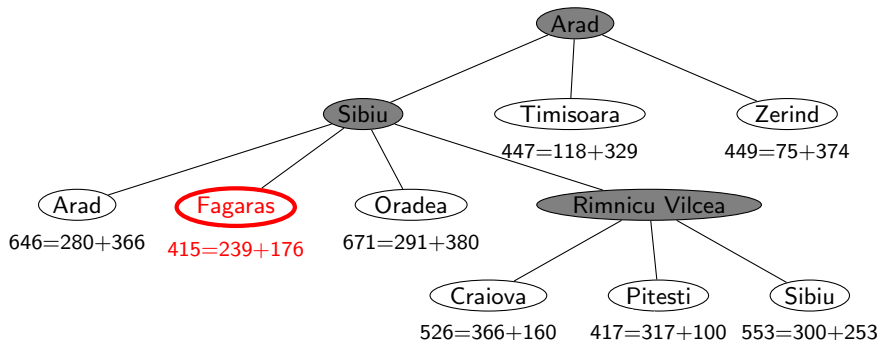 Arad
Sibiu
Timisoara
Zerind
447=118+329
449=75+374
Arad
Fagaras
Oradea
Rimnicu Vilcea
646=280+366
415=239+176
671=291+380
Craiova
Pitesti
Sibiu
526=366+160
417=317+100
553=300+253